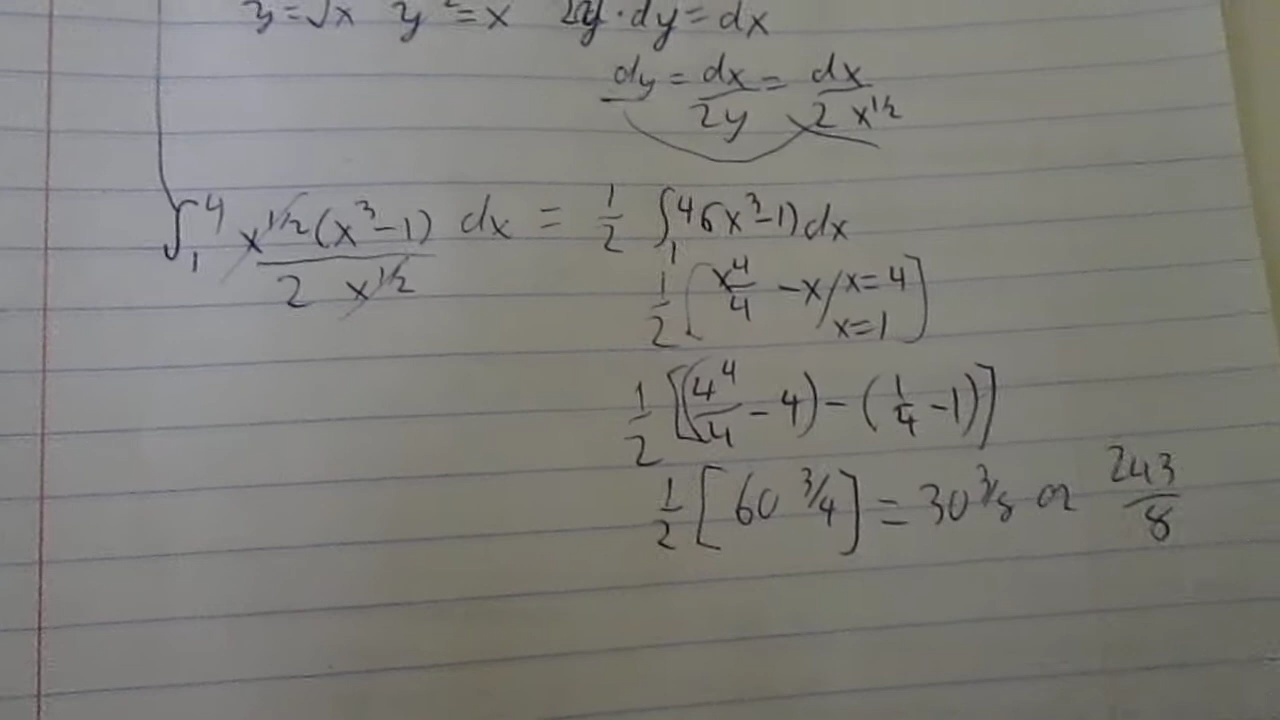 y=√x y²=x 2y·dy=dx
dy = dx/2y = dx/2 x^1/2
∫₁⁴ x^1/2(x³-1)/2 x^1/2 dx = 1/2 ∫₁⁴ (x³-1)dx
1/2 [x⁴/4 - x / x=4 x=1]
1/2 [(4⁴/4 - 4) - (1/4 - 1)]
1/2 [60 3/4] = 30 3/8 or 243/8